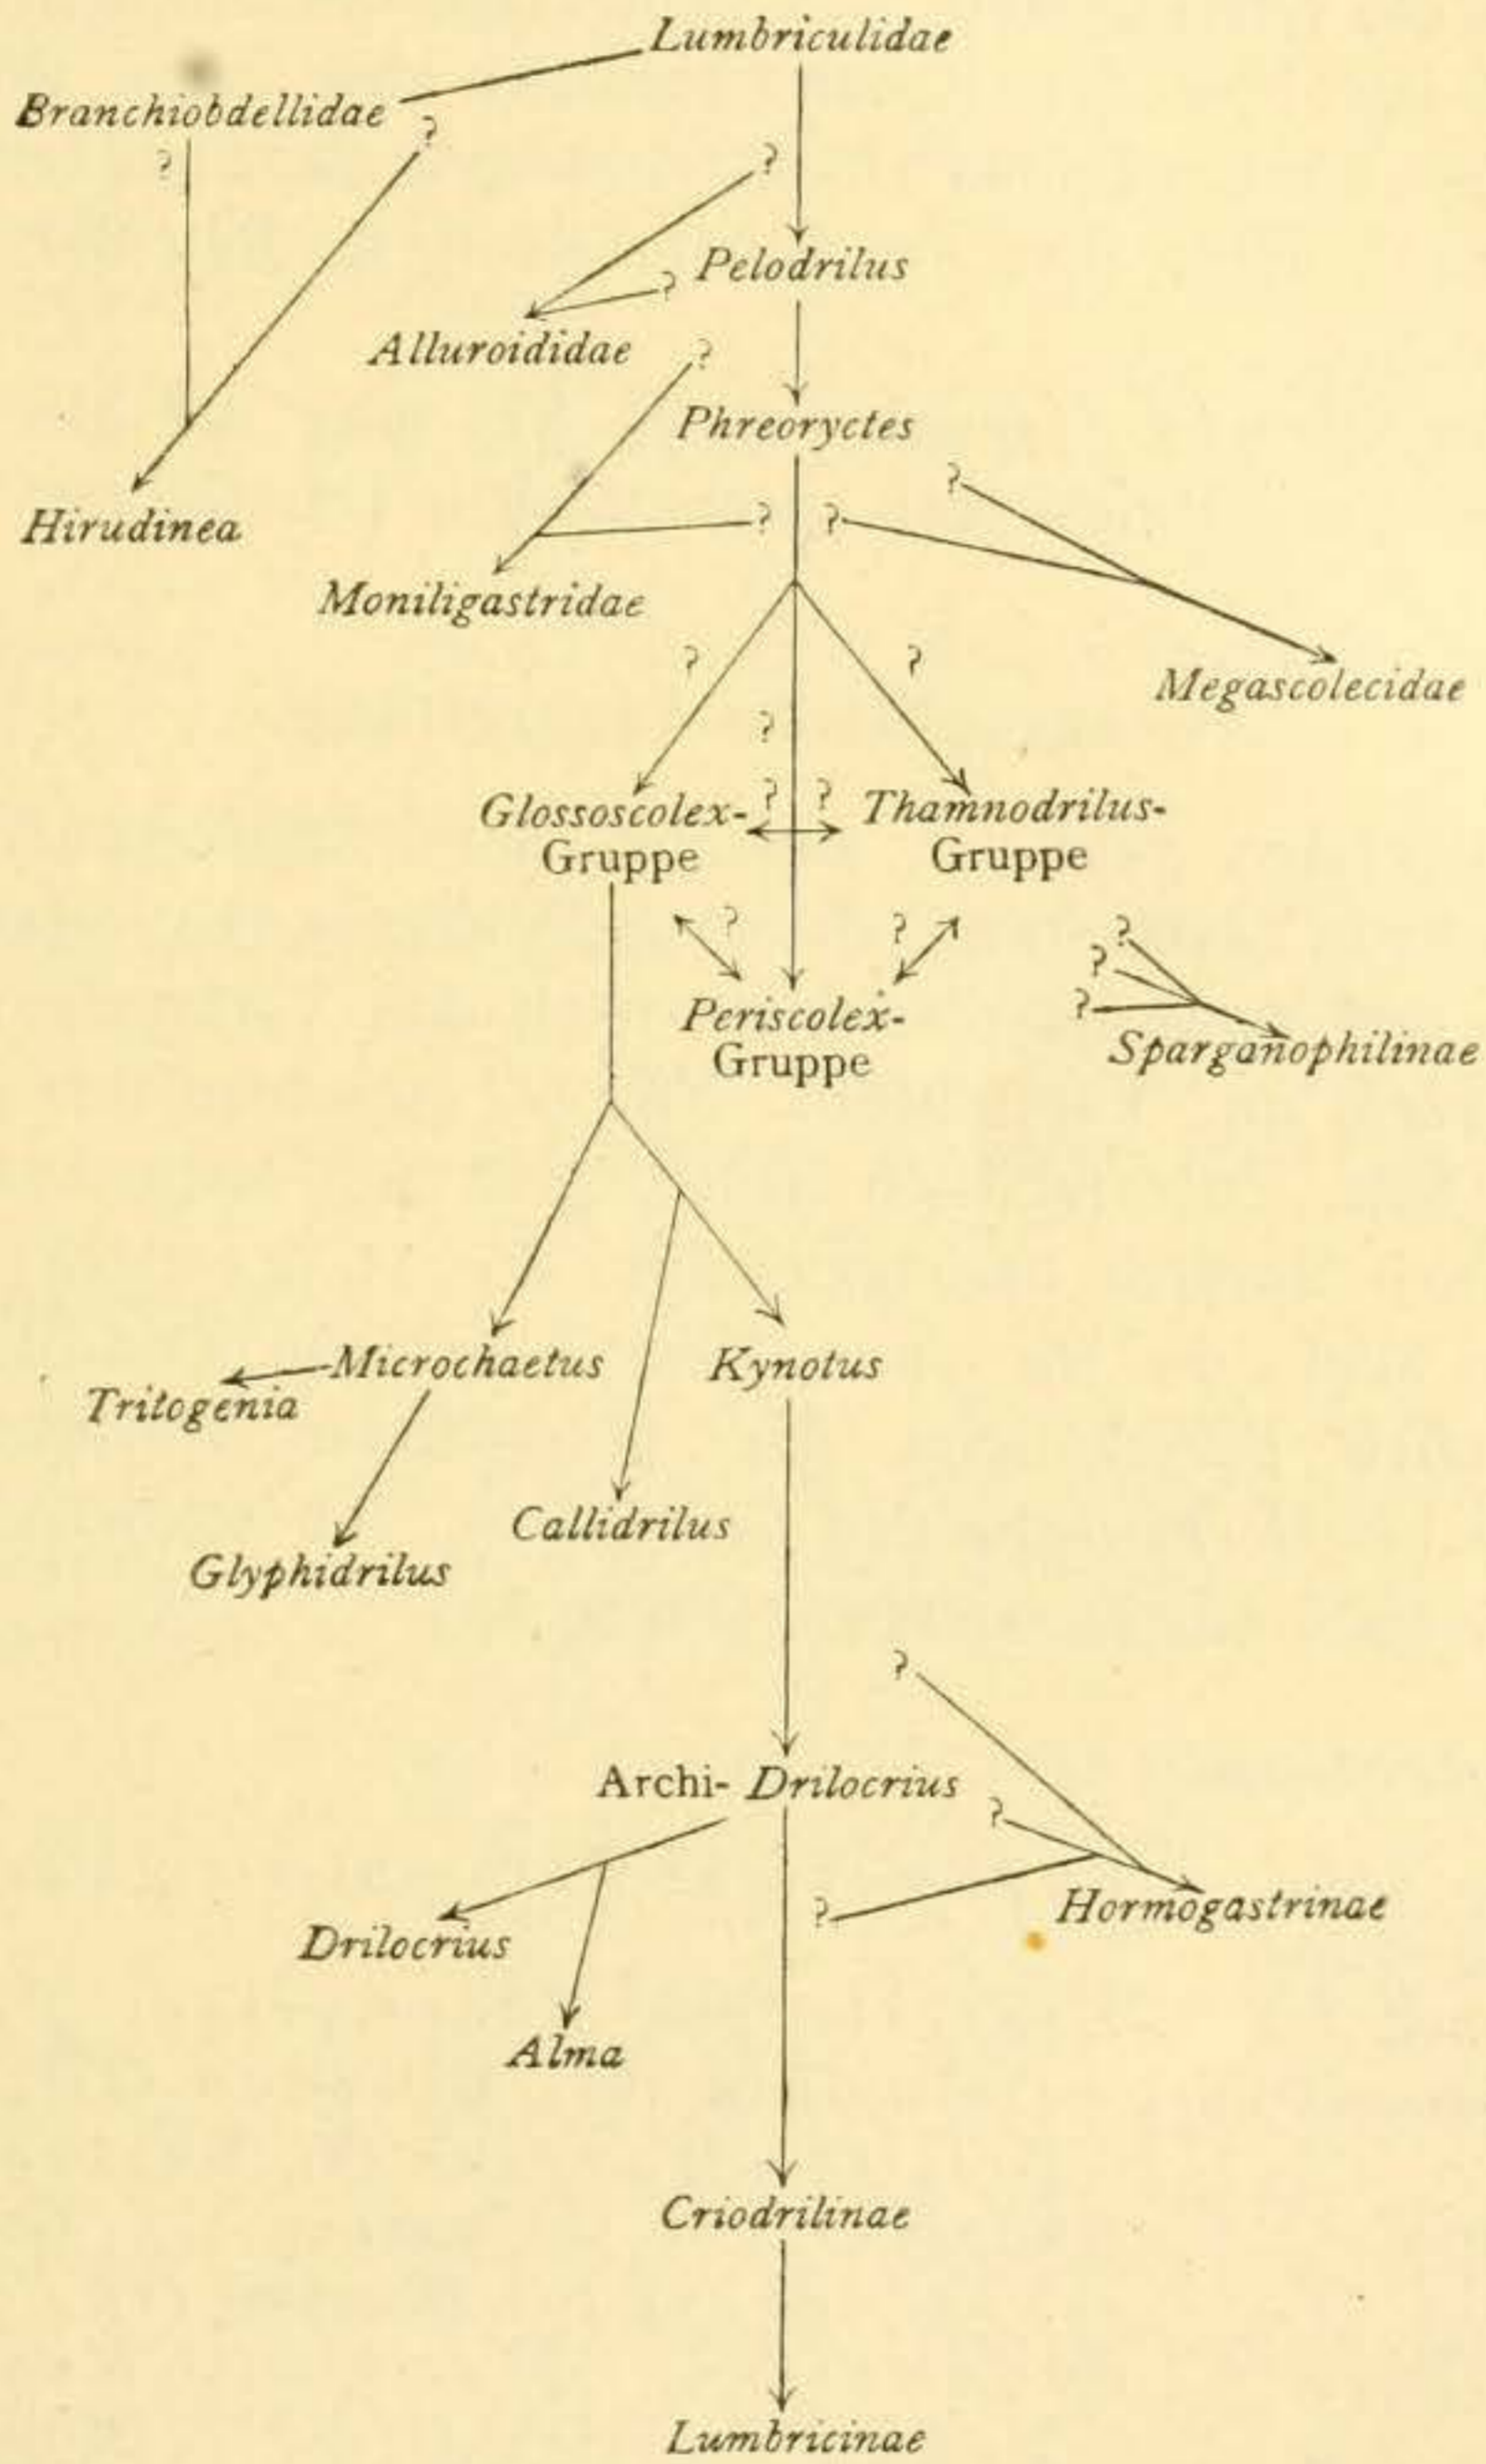 Lumbriculidae
Branchiobdellidae
?
?
?
Pelodrilus
?
Alluroididae
?
Phreoryctes
?
? ?
Hirudinea
Moniligastridae
? ?
Megascolecidae
?
Glossoscolex- ? ? Thamnodrilus-
Gruppe Gruppe
? ?
?
?
?
Periscolex-
Gruppe
Sparganophilinae
Microchaetus Kynotus
Tritogenia
Callidrilus
Glyphidrilus
?
Archi- Drilocrius
?
?
Hormogastrinae
Drilocrius
Alma
Criodrilinae
Lumbricinae